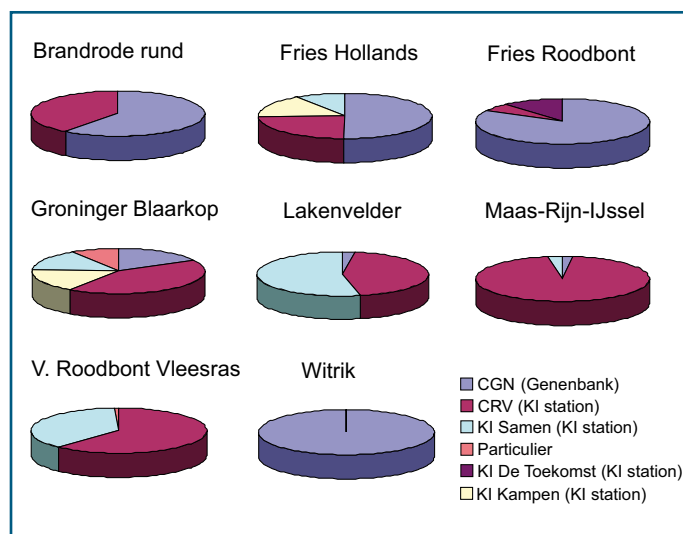 Brandrode rund
Fries Hollands
Fries Roodbont
Groninger Blaarkop
Lakenvelder
Maas-Rijn-IJssel
V. Roodbont Vleesras
Witrik
CGN (Genenbank)
CRV (KI station)
KI Samen (KI station)
Particulier
KI De Toekomst (KI station)
KI Kampen (KI station)